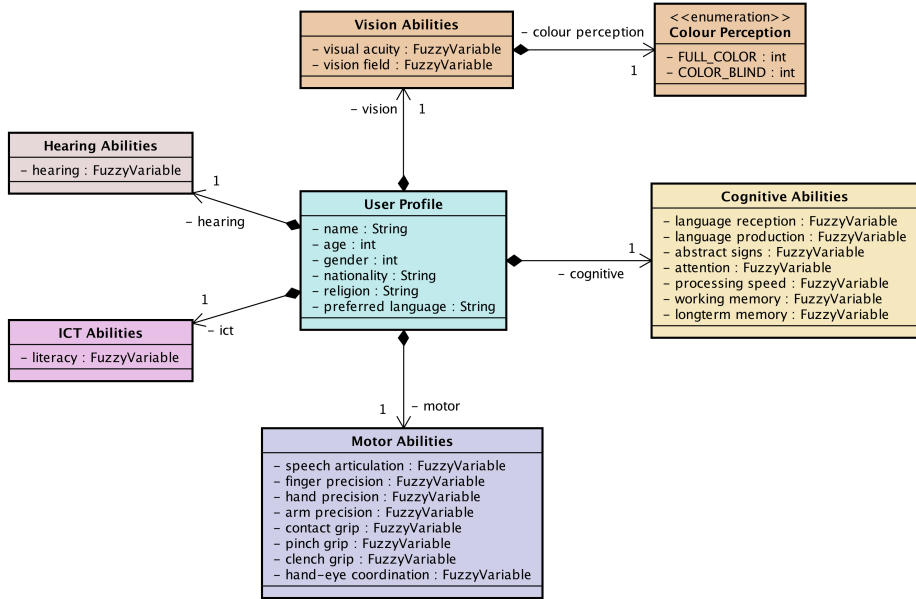 Vision Abilities
– visual acuity : FuzzyVariable
– vision field : FuzzyVariable
– colour perception
1
<<enumeration>>
Colour Perception
– FULL_COLOR : int
– COLOR_BLIND : int
– vision
1
Hearing Abilities
– hearing : FuzzyVariable
1
– hearing
User Profile
– name : String
– age : int
– gender : int
– nationality : String
– religion : String
– preferred language : String
1
– cognitive
Cognitive Abilities
– language reception : FuzzyVariable
– language production : FuzzyVariable
– abstract signs : FuzzyVariable
– attention : FuzzyVariable
– processing speed : FuzzyVariable
– working memory : FuzzyVariable
– longterm memory : FuzzyVariable
1
– ict
ICT Abilities
– literacy : FuzzyVariable
1
– motor
Motor Abilities
– speech articulation : FuzzyVariable
– finger precision : FuzzyVariable
– hand precision : FuzzyVariable
– arm precision : FuzzyVariable
– contact grip : FuzzyVariable
– pinch grip : FuzzyVariable
– clench grip : FuzzyVariable
– hand-eye coordination : FuzzyVariable